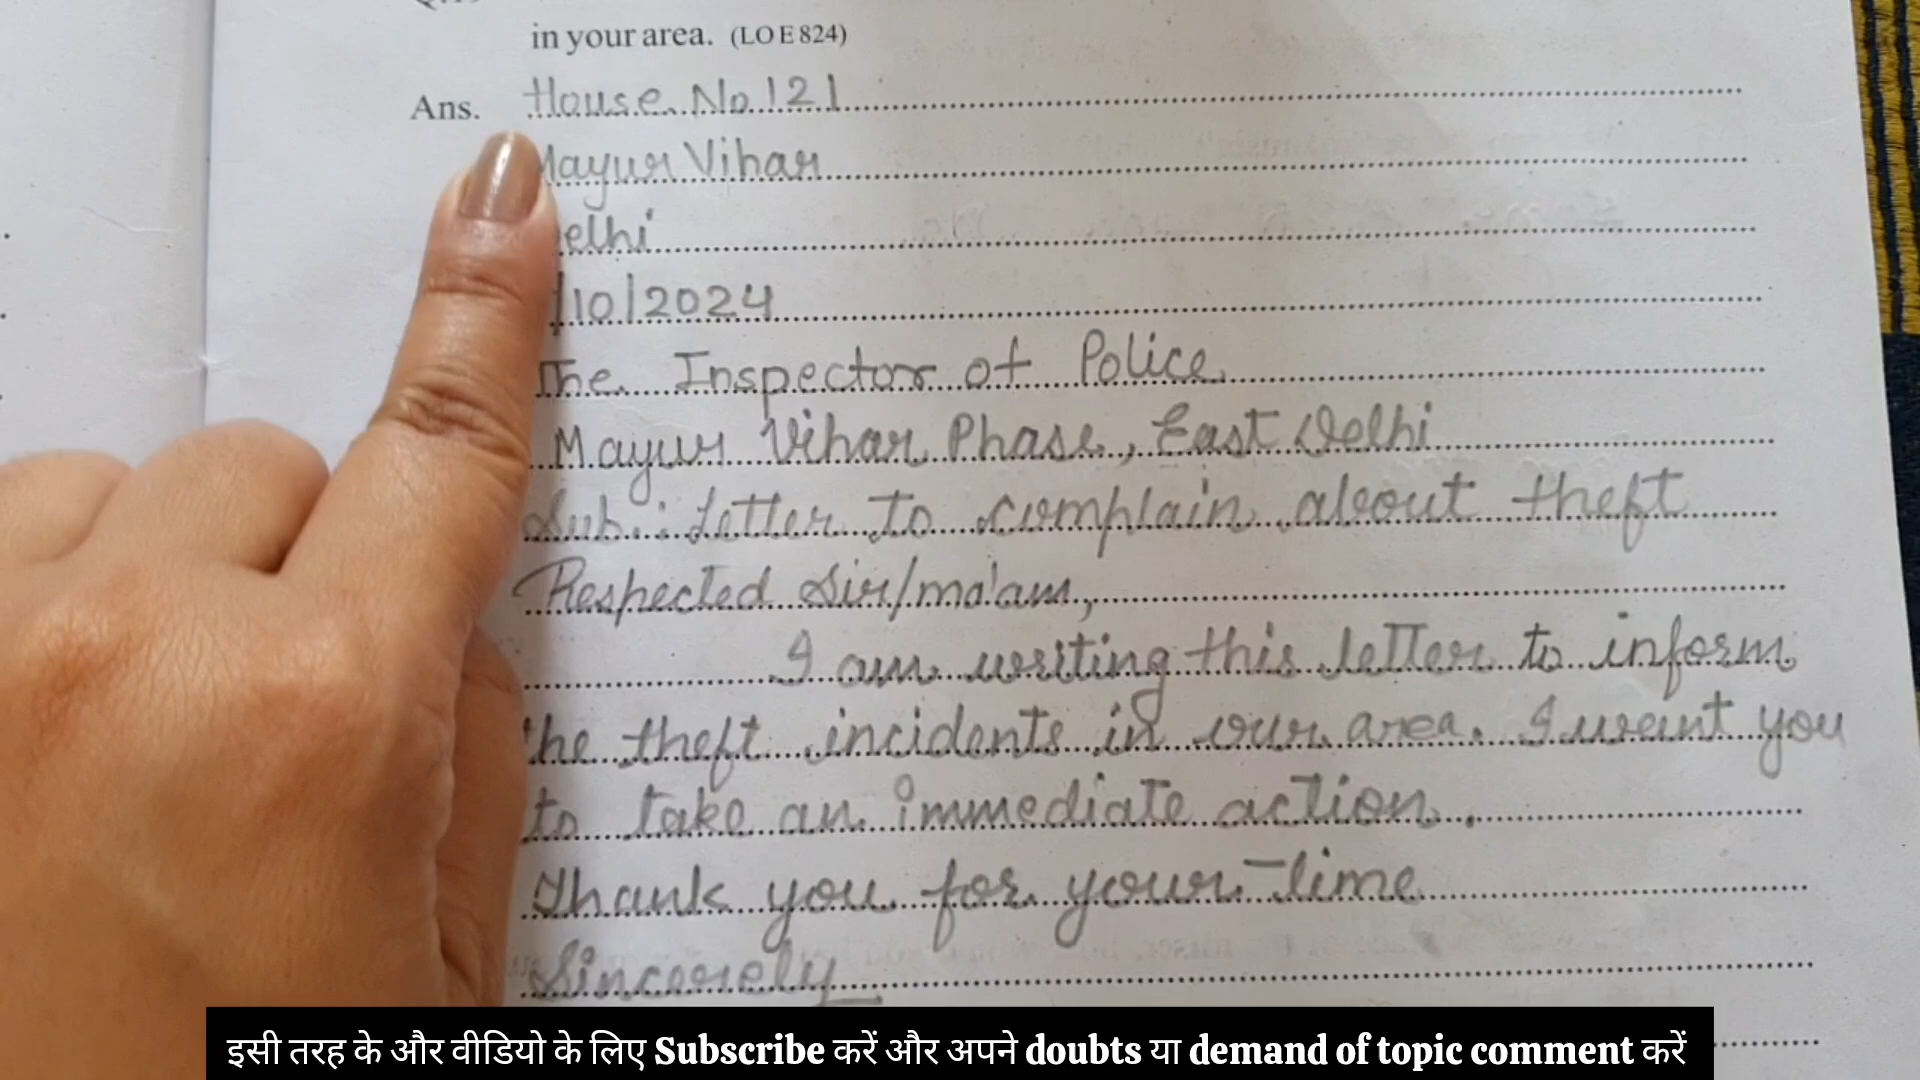 in your area. (LOE824)
Ans. House No 121
Mayur Vihar
elhi
/10/2024
The Inspector of Police
Mayur Vihar Phase, East Delhi
Sub: Letter to complain about theft
Respected Sir/ma'am,
I am writing this letter to inform
the theft incidents in our area. I want you
to take an immediate action.
Thank you for your time
Sincerely
इसी तरह के और वीडियो के लिए Subscribe करें और अपने doubts या demand of topic comment करें